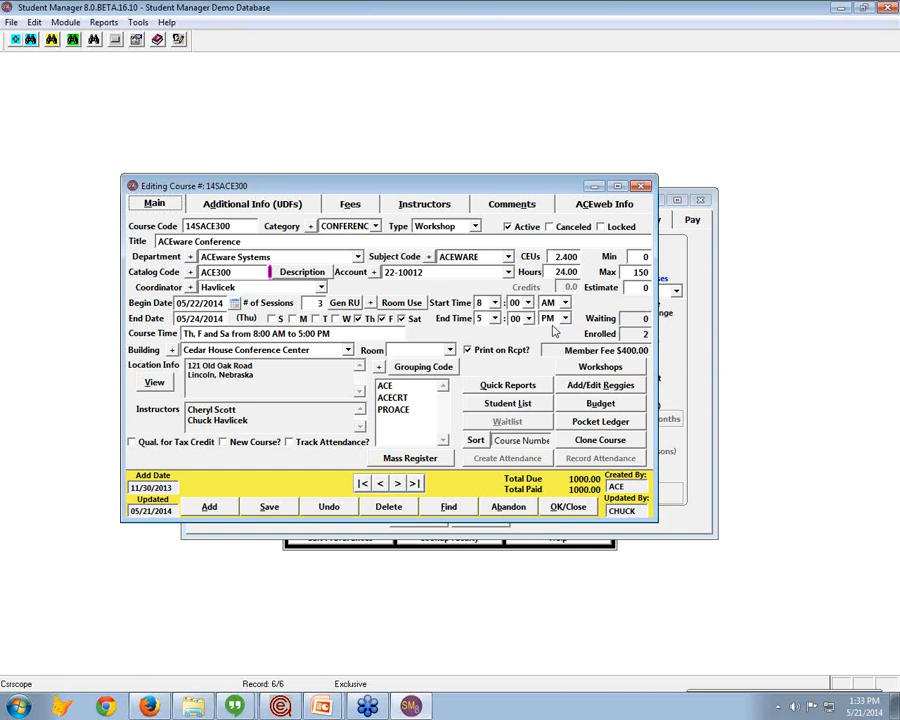 Student Manager 8.0.BETA.16.10 - Student Manager Demo Database
File Edit Module Reports Tools Help
Editing Course #: 14SACE300
Main Additional Info (UDFs) Fees Instructors Comments ACEweb Info
Pay
Course Code 14SACE300 Category + CONFERENC Type Workshop Active Canceled Locked
Title ACEware Conference
Department + ACEware Systems Subject Code + ACEWARE CEUs 2.400 Min 0
Catalog Code + ACE300 Description Account + 22-10012 Hours 24.00 Max 150
Coordinator + Havlicek Credits 0.0 Estimate 0
Begin Date 05/22/2014 # of Sessions 3 Gen RU + Room Use Start Time 8 : 00 AM
End Date 05/24/2014 (Thu) S M T W Th F Sat End Time 5 : 00 PM Waiting 0
Course Time Th, F and Sa from 8:00 AM to 5:00 PM Enrolled 2
Building + Cedar House Conference Center Room Print on Rcpt? Member Fee $400.00
Location Info 121 Old Oak Road + Grouping Code Workshops
Lincoln, Nebraska
View ACE Quick Reports Add/Edit Reggies
ACECRT
PROACE Student List Budget
Instructors Cheryl Scott
Chuck Havlicek Waitlist Pocket Ledger
Qual. for Tax Credit New Course? Track Attendance? Sort Course Numbe Clone Course
Mass Register Create Attendance Record Attendance
Add Date Total Due 1000.00 Created By:
11/30/2013 |< < > >| Total Paid 1000.00 ACE
Updated Updated By:
05/21/2014 Add Save Undo Delete Find Abandon OK/Close CHUCK
Help
Csrscope Record: 6/6 Exclusive
1:33 PM
5/21/2014